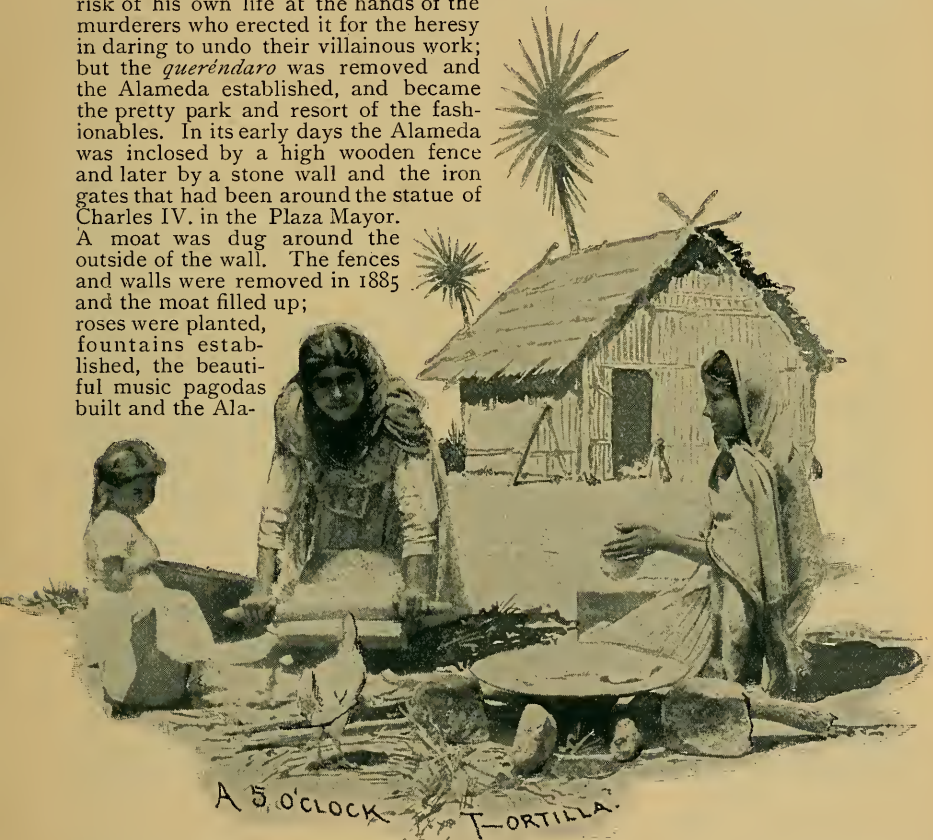 risk of his own life at the hands of the
murderers who erected it for the heresy
in daring to undo their villainous work;
but the queréndaro was removed and
the Alameda established, and became
the pretty park and resort of the fash-
ionables. In its early days the Alameda
was inclosed by a high wooden fence
and later by a stone wall and the iron
gates that had been around the statue of
Charles IV. in the Plaza Mayor.
A moat was dug around the
outside of the wall. The fences
and walls were removed in 1885
and the moat filled up;
roses were planted,
fountains estab-
lished, the beauti-
ful music pagodas
built and the Ala-
A 5, O'CLOCK T-ORTILLA.